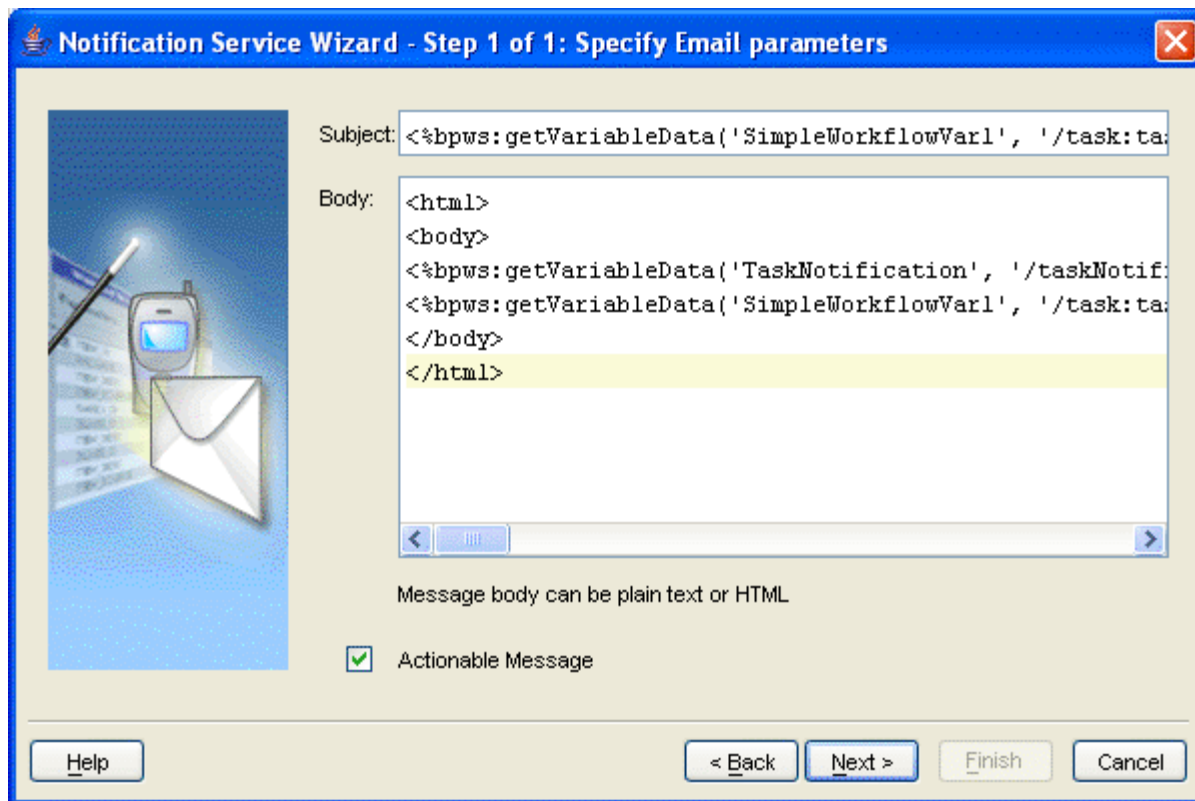 Notification Service Wizard - Step 1 of 1: Specify Email parameters
Subject: <%bpws:getVariableData('SimpleWorkflowVar1', '/task:ta
Body:
<html>
<body>
<%bpws:getVariableData('TaskNotification', '/taskNotif
<%bpws:getVariableData('SimpleWorkflowVar1', '/task:ta
</body>
</html>
Message body can be plain text or HTML
Actionable Message
Help
< Back
Next >
Finish
Cancel